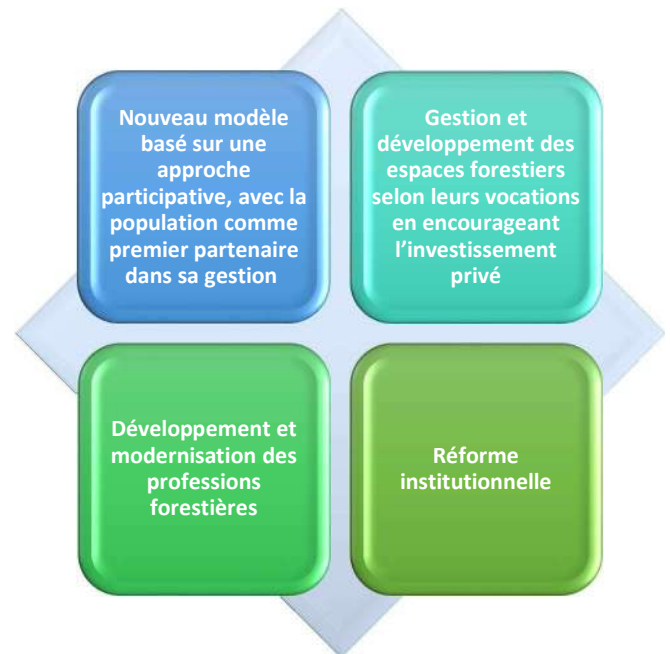 Nouveau modèle
basé sur une
approche
participative, avec la
population comme
premier partenaire
dans sa gestion
Gestion et
développement des
espaces forestiers
selon leurs vocations
en encourageant
l’investissement
privé
Développement et
modernisation des
professions
forestières
Réforme
institutionnelle